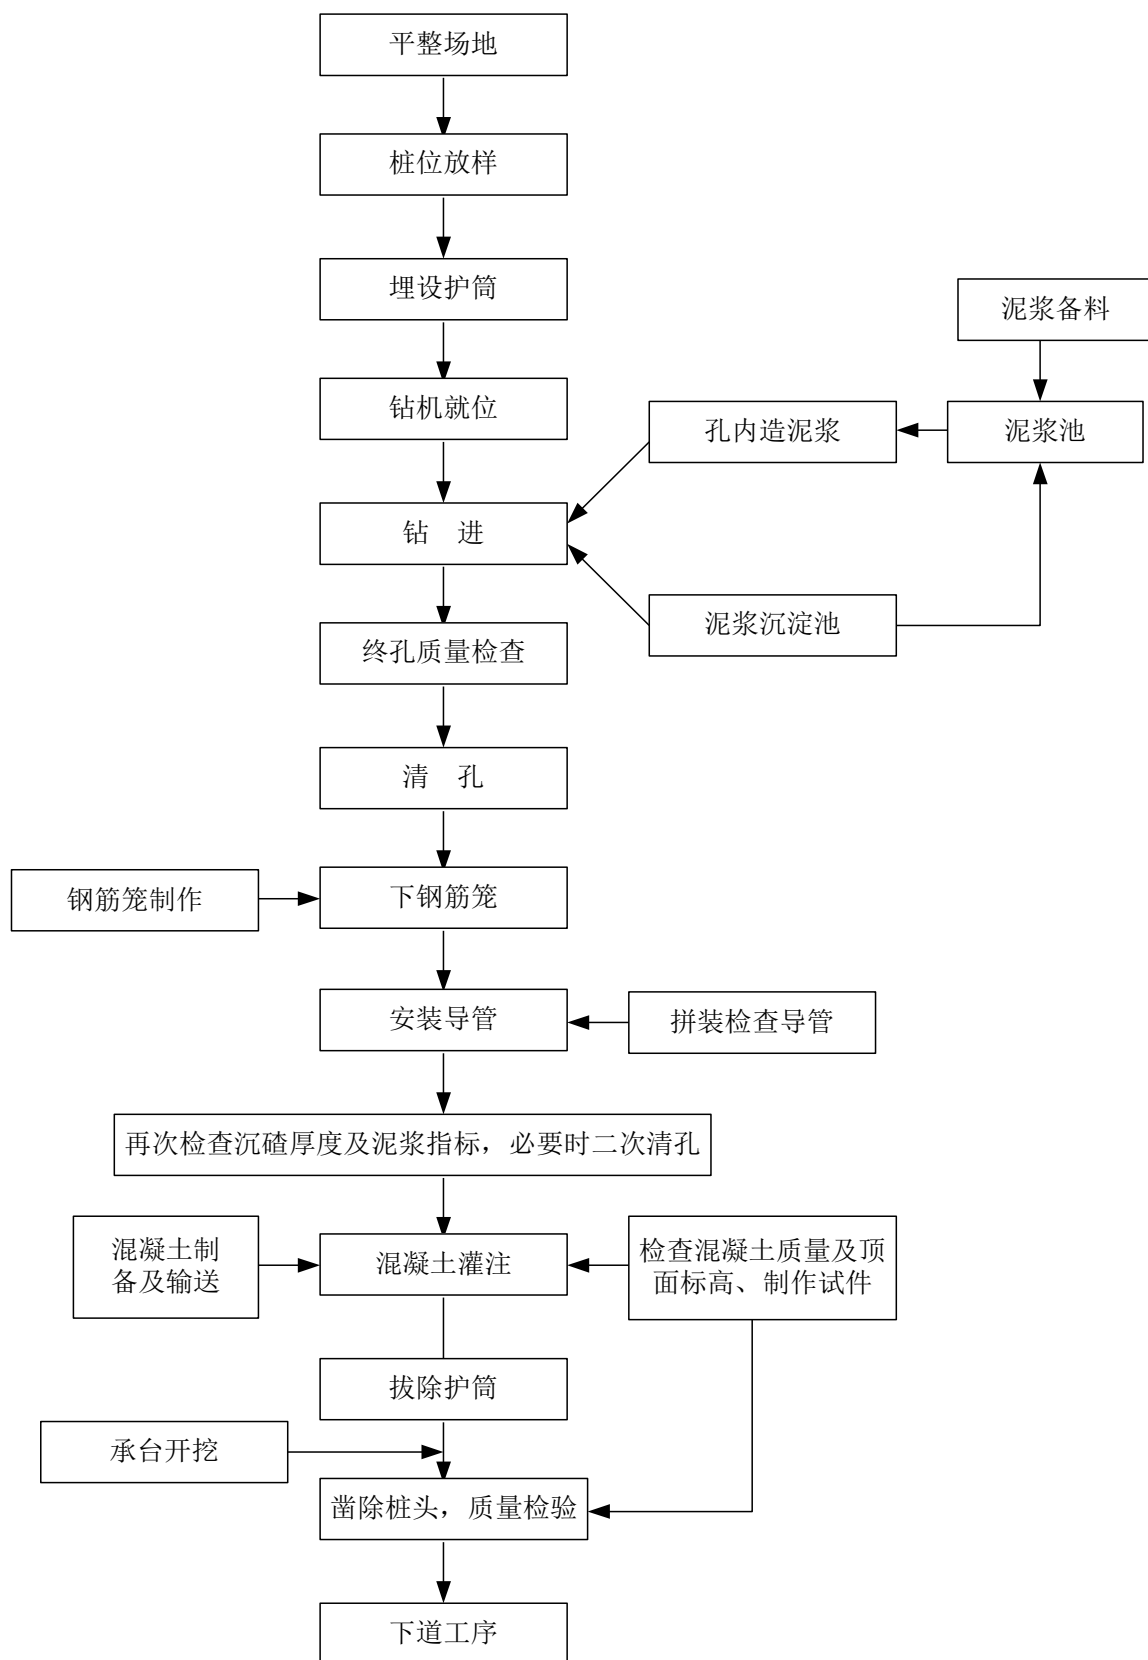 平整场地
桩位放样
埋设护筒
泥浆备料
钻机就位
孔内造泥浆
泥浆池
钻 进
泥浆沉淀池
终孔质量检查
清 孔
钢筋笼制作
下钢筋笼
安装导管
拼装检查导管
再次检查沉碴厚度及泥浆指标，必要时二次清孔
混凝土制
备及输送
混凝土灌注
检查混凝土质量及顶
面标高、制作试件
拔除护筒
承台开挖
凿除桩头，质量检验
下道工序